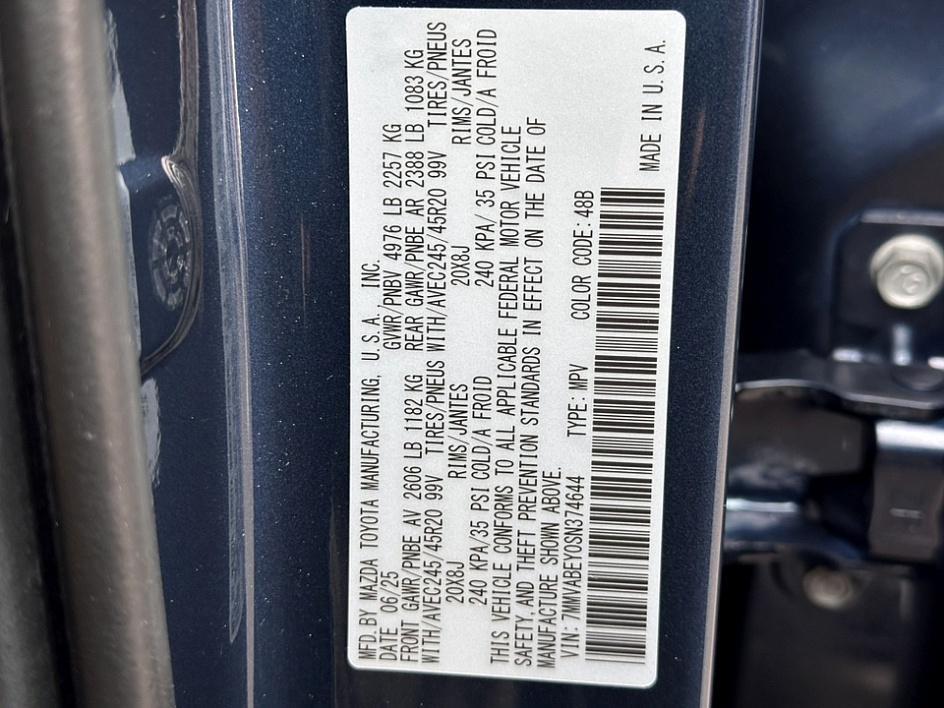 MFD. BY MAZDA TOYOTA MANUFACTURING, U.S.A., INC.
DATE 06/25 GVWR/PNBV 4976 LB 2257 KG
FRONT GAWR/PNBE AV 2606 LB 1182 KG REAR GAWR/PNBE AR 2388 LB 1083 KG
WITH/AVEC245/45R20 99V TIRES/PNEUS WITH/AVEC245/45R20 99V TIRES/PNEUS
20X8J RIMS/JANTES 20X8J RIMS/JANTES
240 KPA/35 PSI COLD/A FROID 240 KPA/ 35 PSI COLD/A FROID
THIS VEHICLE CONFORMS TO ALL APPLICABLE FEDERAL MOTOR VEHICLE
SAFETY AND THEFT PREVENTION STANDARDS IN EFFECT ON THE DATE OF
MANUFACTURE SHOWN ABOVE.
VIN: 7MMVABEY0SN374644 TYPE: MPV COLOR CODE: 48B
MADE IN U.S.A.